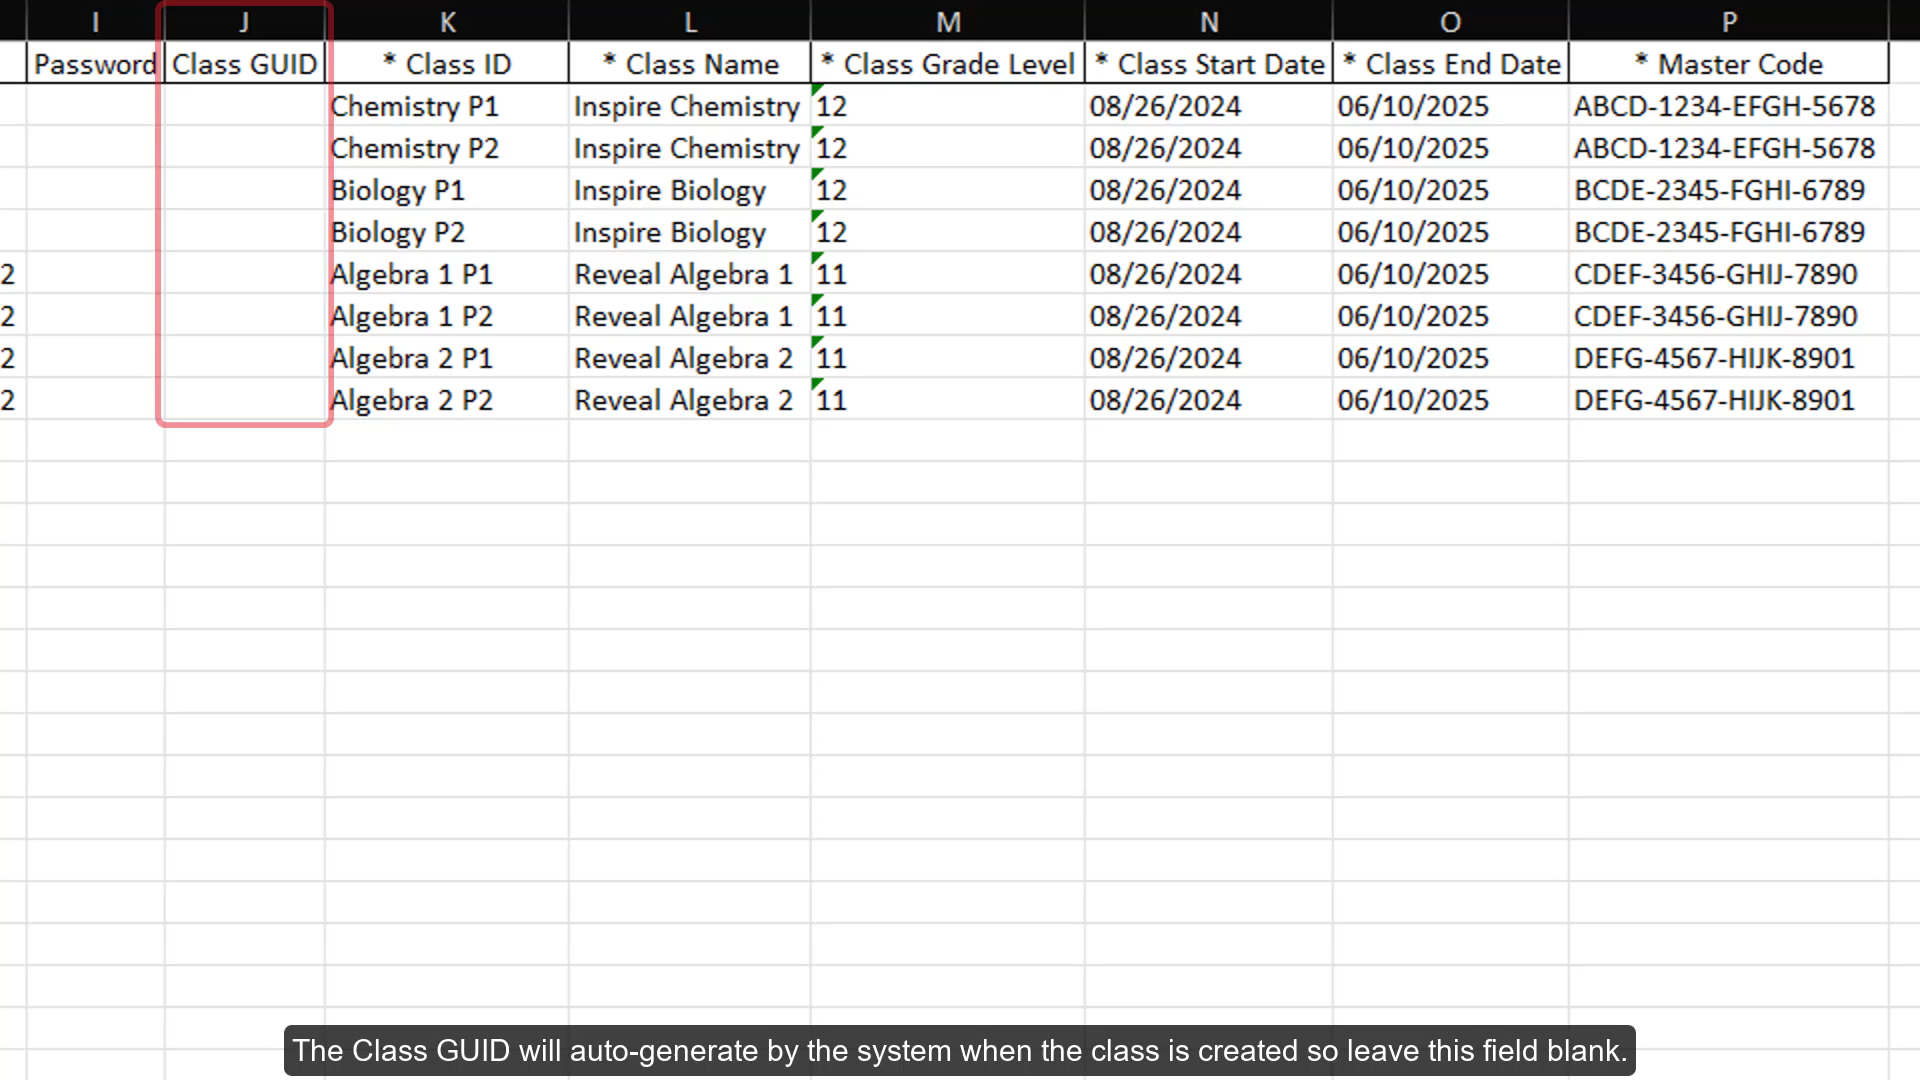 I J K L M N O P
Password Class GUID * Class ID * Class Name * Class Grade Level * Class Start Date * Class End Date * Master Code
Chemistry P1 Inspire Chemistry 12 08/26/2024 06/10/2025 ABCD-1234-EFGH-5678
Chemistry P2 Inspire Chemistry 12 08/26/2024 06/10/2025 ABCD-1234-EFGH-5678
Biology P1 Inspire Biology 12 08/26/2024 06/10/2025 BCDE-2345-FGHI-6789
Biology P2 Inspire Biology 12 08/26/2024 06/10/2025 BCDE-2345-FGHI-6789
2 Algebra 1 P1 Reveal Algebra 1 11 08/26/2024 06/10/2025 CDEF-3456-GHIJ-7890
2 Algebra 1 P2 Reveal Algebra 1 11 08/26/2024 06/10/2025 CDEF-3456-GHIJ-7890
2 Algebra 2 P1 Reveal Algebra 2 11 08/26/2024 06/10/2025 DEFG-4567-HIJK-8901
2 Algebra 2 P2 Reveal Algebra 2 11 08/26/2024 06/10/2025 DEFG-4567-HIJK-8901
The Class GUID will auto-generate by the system when the class is created so leave this field blank.